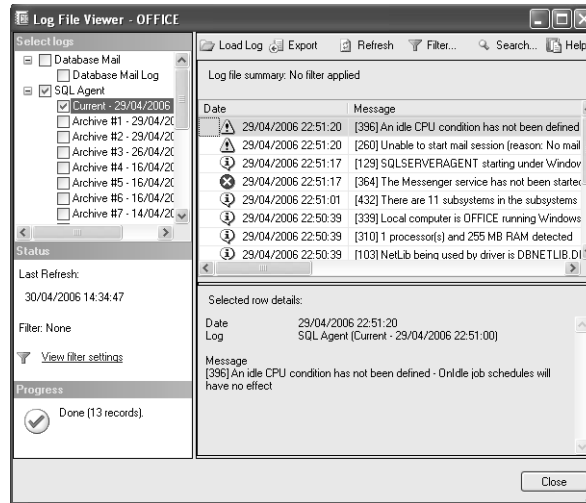 Log File Viewer - OFFICE
Select logs
Database Mail
Database Mail Log
SQL Agent
Current - 29/04/2006
Archive #1 - 29/04/20
Archive #2 - 29/04/20
Archive #3 - 26/04/20
Archive #4 - 16/04/20
Archive #5 - 16/04/20
Archive #6 - 16/04/20
Archive #7 - 14/04/20
Status
Last Refresh:
30/04/2006 14:34:47
Filter: None
View filter settings
Progress
Done (13 records).
Load Log Export Refresh Filter... Search... Help
Log file summary: No filter applied
Date Message
29/04/2006 22:51:20 [396] An idle CPU condition has not been defined
29/04/2006 22:51:20 [260] Unable to start mail session (reason: No mail
29/04/2006 22:51:17 [129] SQLSERVERAGENT starting under Window
29/04/2006 22:51:17 [364] The Messenger service has not been started
29/04/2006 22:51:01 [432] There are 11 subsystems in the subsystems
29/04/2006 22:50:39 [339] Local computer is OFFICE running Windows
29/04/2006 22:50:39 [310] 1 processor(s) and 255 MB RAM detected
29/04/2006 22:50:39 [103] NetLib being used by driver is DBNETLIB.DL
Selected row details:
Date 29/04/2006 22:51:20
Log SQL Agent (Current - 29/04/2006 22:51:00)
Message
[396] An idle CPU condition has not been defined - OnIdle job schedules will
have no effect
Close